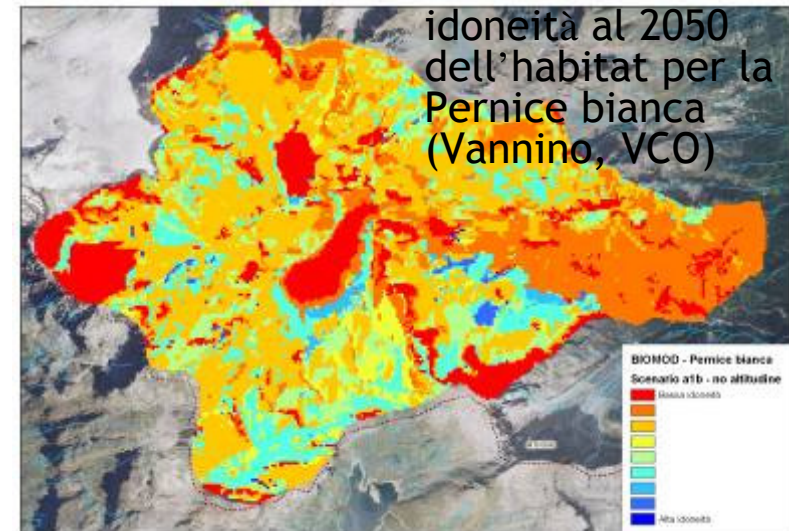 idoneità al 2050
dell’habitat per la
Pernice bianca
(Vannino, VCO)
BIOMOD - Pernice bianca
Scenario a1b - no altitudine
Bassa idoneità
Alta idoneità